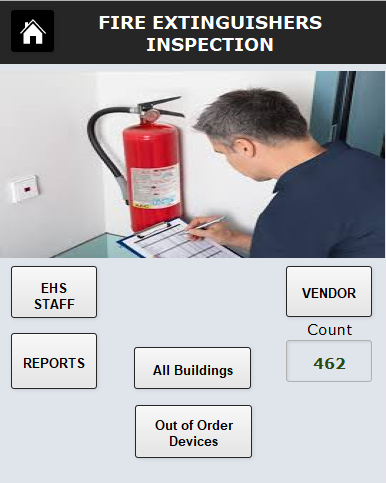 FIRE EXTINGUISHERS
INSPECTION
EHS
STAFF
VENDOR
Count
462
REPORTS
All Buildings
Out of Order
Devices